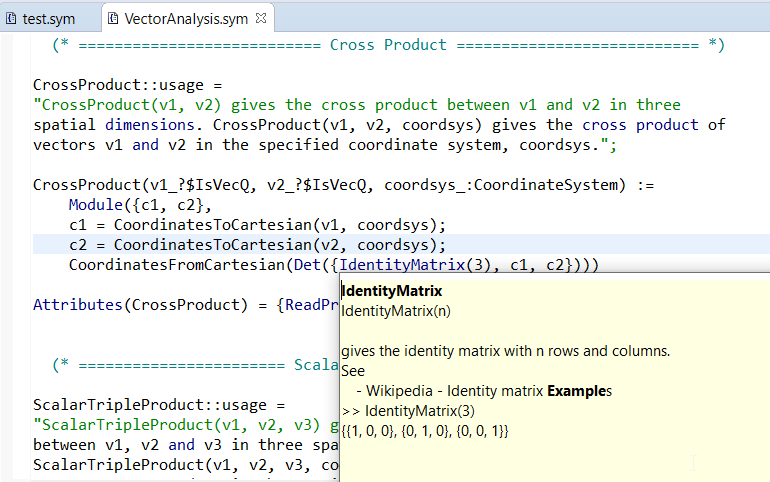 test.sym
VectorAnalysis.sym
(* =========================== Cross Product =========================== *)
CrossProduct::usage =
"CrossProduct(v1, v2) gives the cross product between v1 and v2 in three
spatial dimensions. CrossProduct(v1, v2, coordsys) gives the cross product of
vectors v1 and v2 in the specified coordinate system, coordsys.";
CrossProduct(v1_?$IsVecQ, v2_?$IsVecQ, coordsys_:CoordinateSystem) :=
Module({c1, c2},
c1 = CoordinatesToCartesian(v1, coordsys);
c2 = CoordinatesToCartesian(v2, coordsys);
CoordinatesFromCartesian(Det({IdentityMatrix(3), c1, c2})))
Attributes(CrossProduct) = {ReadPr
(* ======================= Scala
ScalarTripleProduct::usage =
"ScalarTripleProduct(v1, v2, v3) g
between v1, v2 and v3 in three spa
ScalarTripleProduct(v1, v2, v3, co
IdentityMatrix
IdentityMatrix(n)
gives the identity matrix with n rows and columns.
See
- Wikipedia - Identity matrix Examples
>> IdentityMatrix(3)
{{1, 0, 0}, {0, 1, 0}, {0, 0, 1}}